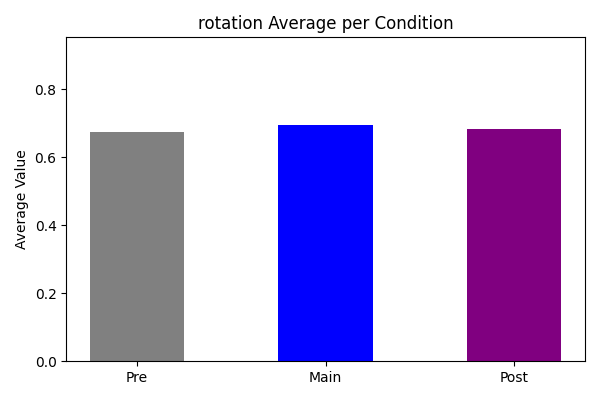 rotation Average per Condition
Average Value
0.8
0.6
0.4
0.2
0.0
Pre
Main
Post